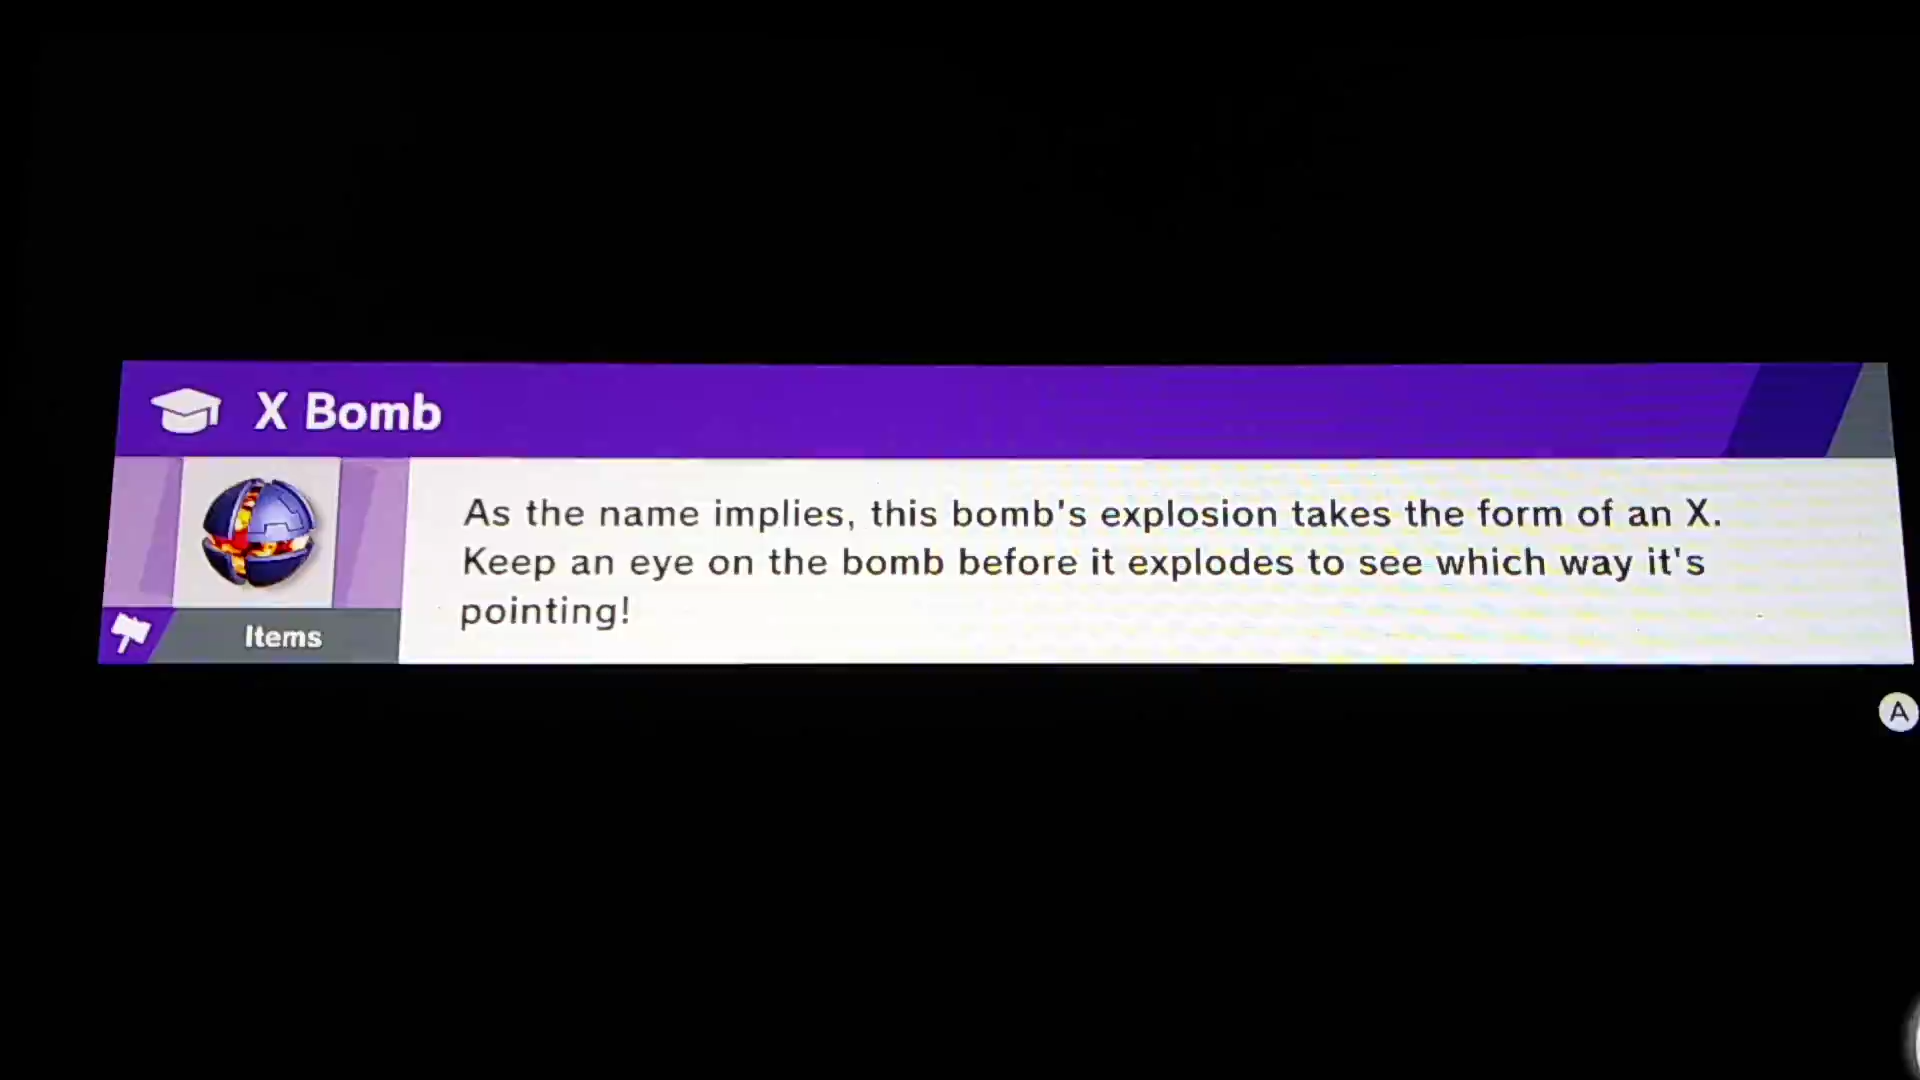 X Bomb
As the name implies, this bomb's explosion takes the form of an X.
Keep an eye on the bomb before it explodes to see which way it's
pointing!
Items
A